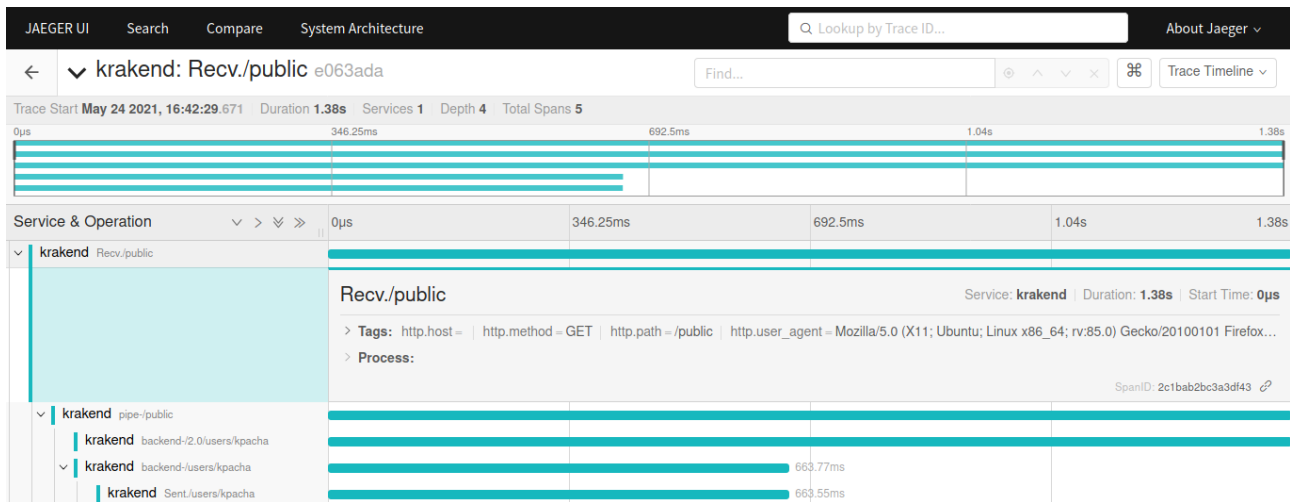 JAEGER UI Search Compare System Architecture Lookup by Trace ID... About Jaeger
krakend: Recv./public e063ada Find... ⌘ Trace Timeline
Trace Start May 24 2021, 16:42:29.671 Duration 1.38s Services 1 Depth 4 Total Spans 5
0µs 346.25ms 692.5ms 1.04s 1.38s
Service & Operation 0µs 346.25ms 692.5ms 1.04s 1.38s
krakend Recv./public
Recv./public Service: krakend Duration: 1.38s Start Time: 0µs
Tags: http.host = http.method = GET http.path = /public http.user_agent = Mozilla/5.0 (X11; Ubuntu; Linux x86_64; rv:85.0) Gecko/20100101 Firefox...
Process:
SpanID: 2c1bab2bc3a3df43
krakend pipe-/public
krakend backend-/2.0/users/kpacha
krakend backend-/users/kpacha 663.77ms
krakend Sent./users/kpacha 663.55ms